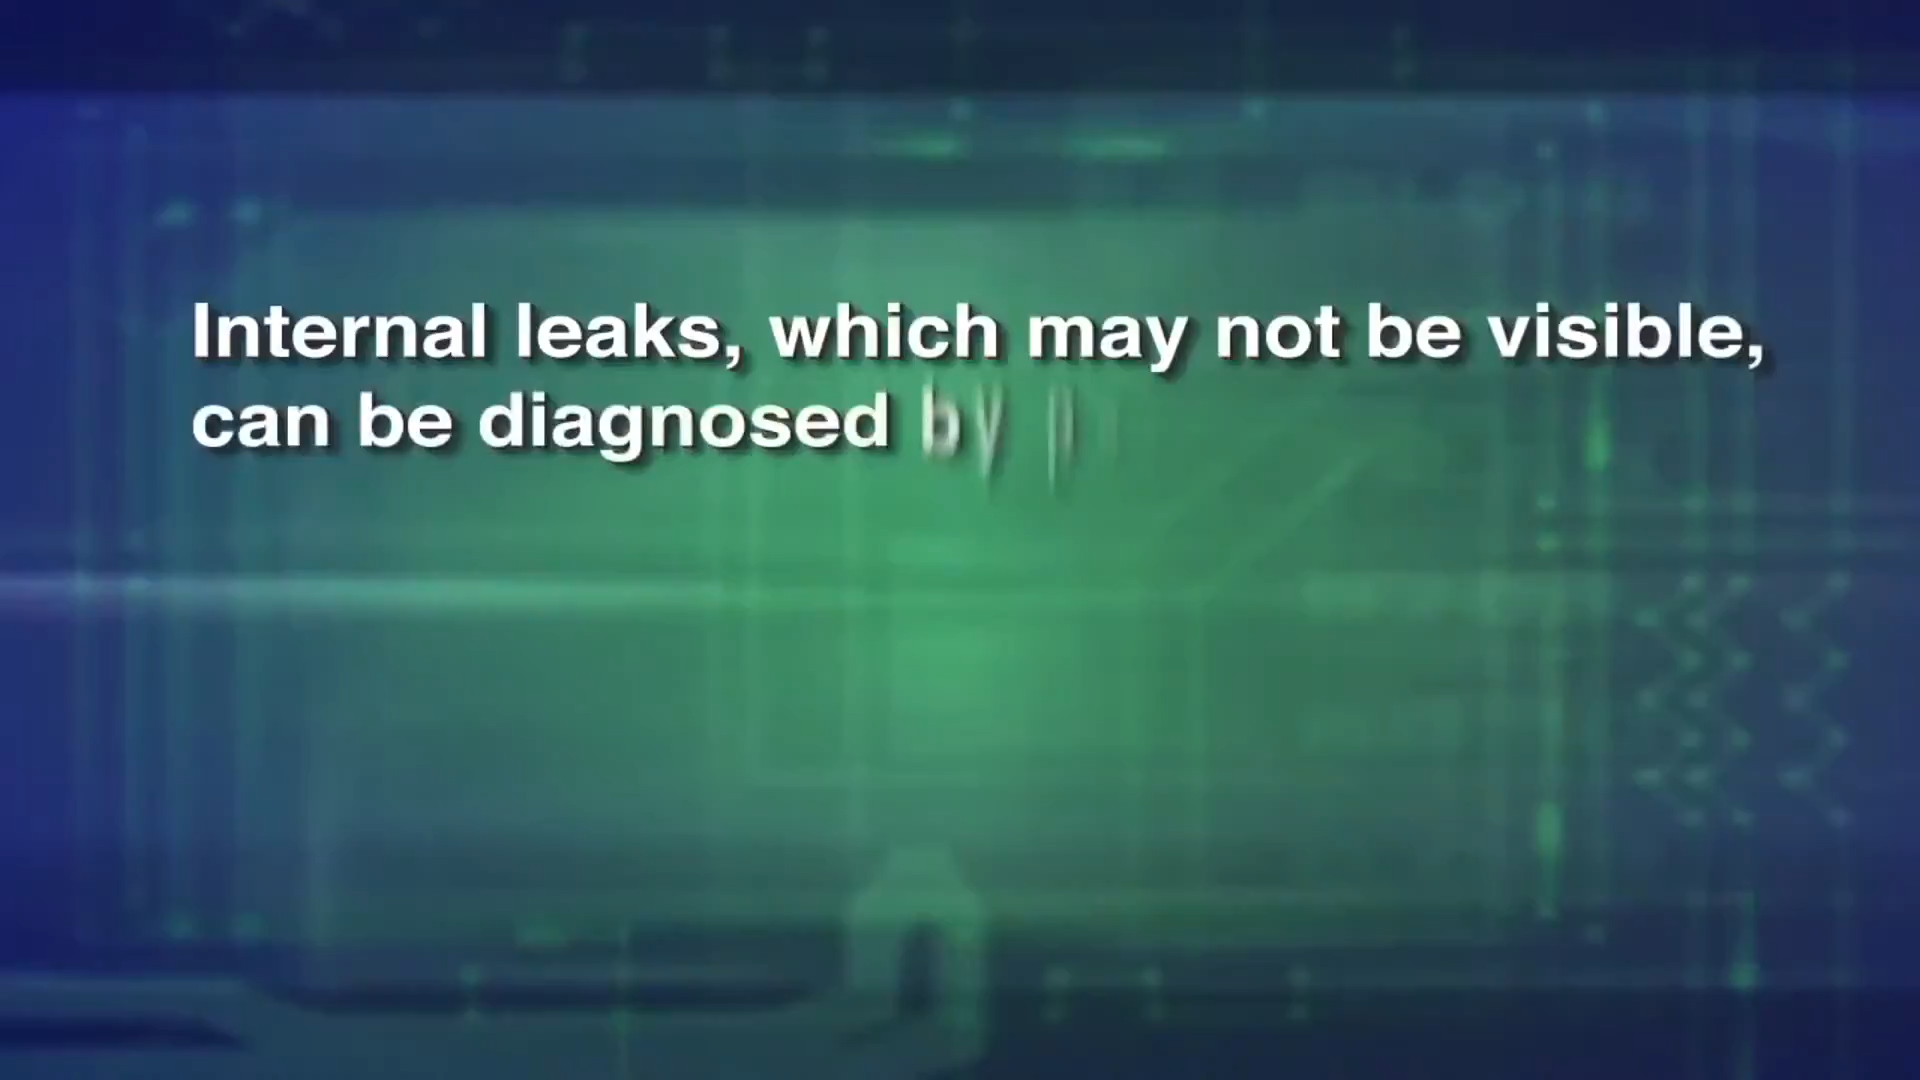 Internal leaks, which may not be visible,
can be diagnosed by